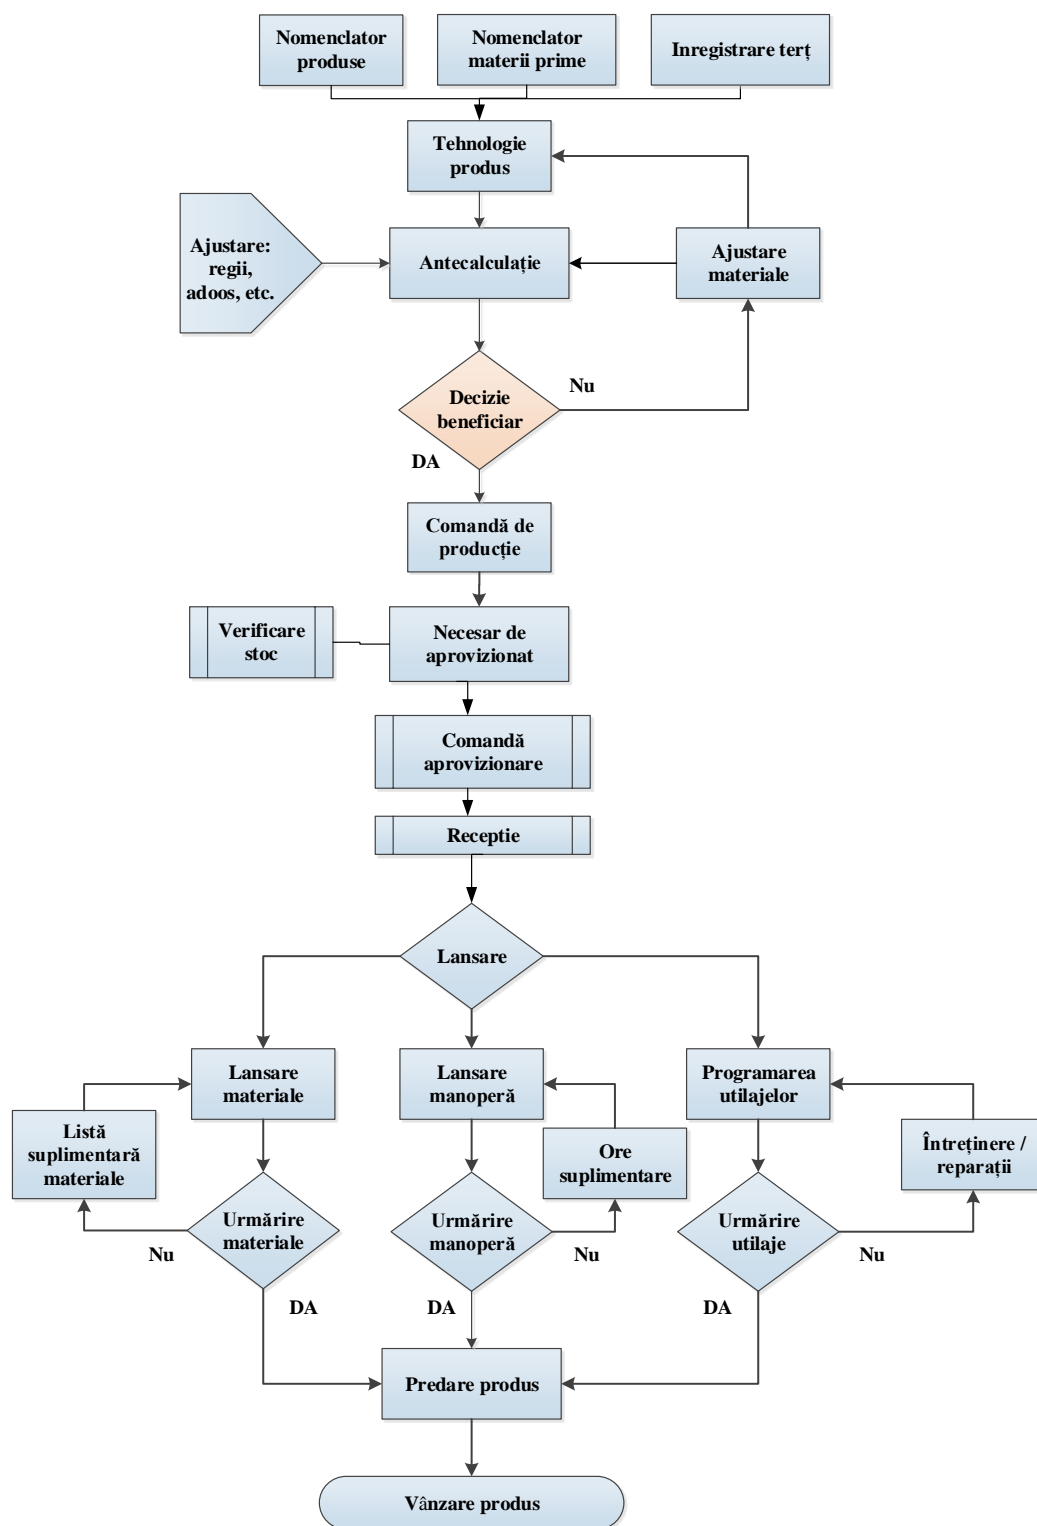 Nomenclator
produse
Nomenclator
materii prime
Inregistrare terț
Tehnologie
produs
Ajustare:
regii,
adoos, etc.
Antecalculație
Ajustare
materiale
Decizie
beneficiar
Nu
DA
Comandă de
producție
Verificare
stoc
Necesar de
aprovizionat
Comandă
aprovizionare
Receptie
Lansare
Lansare
materiale
Lansare
manoperă
Programarea
utilajelor
Listă
suplimentară
materiale
Ore
suplimentare
Întreținere /
reparații
Urmărire
materiale
Urmărire
manoperă
Urmărire
utilaje
Nu
Nu
Nu
DA
DA
DA
Predare produs
Vânzare produs